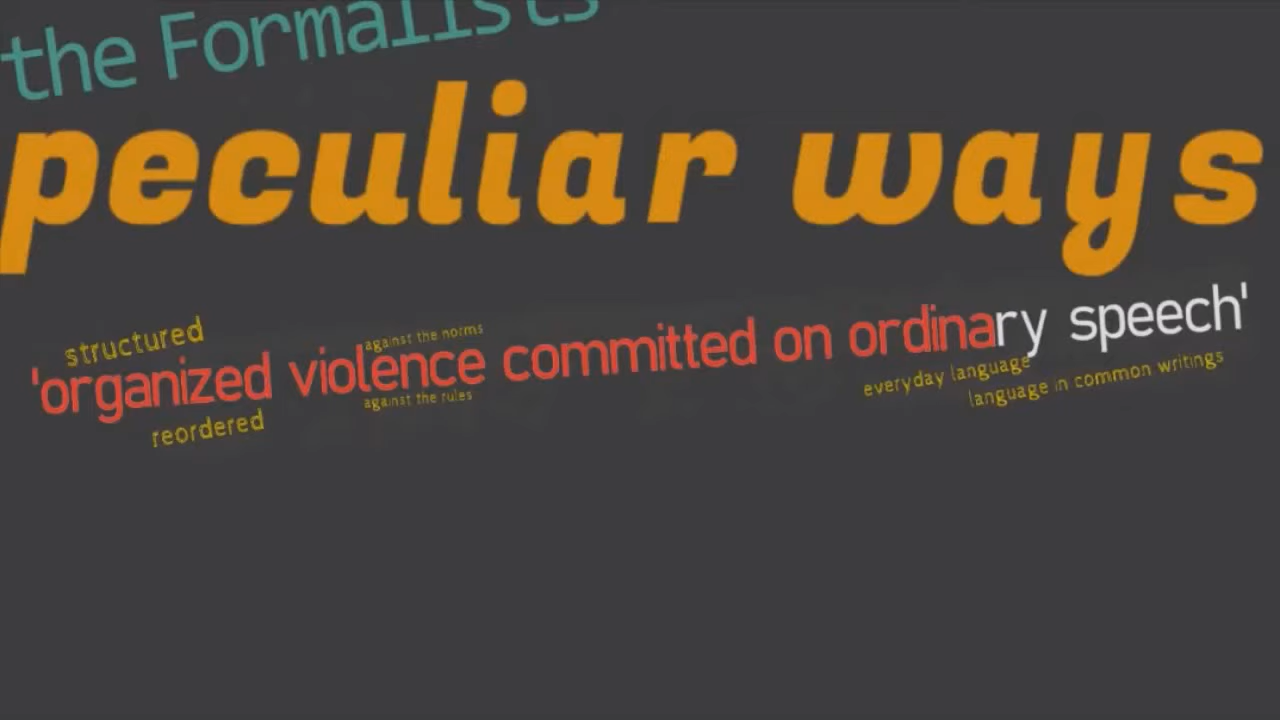 the Formalists
peculiar ways
structured
against the norms
'organized violence committed on ordinary speech'
reordered
against the rules
everyday language
language in common writings